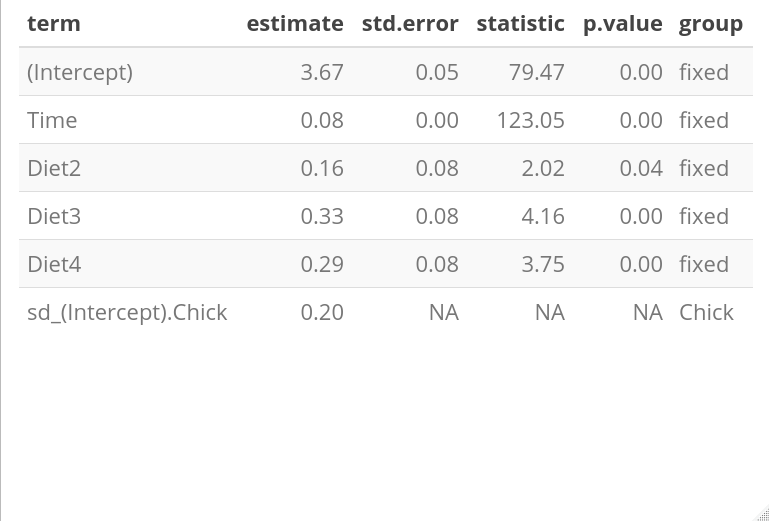 term estimate std.error statistic p.value group
(Intercept) 3.67 0.05 79.47 0.00 fixed
Time 0.08 0.00 123.05 0.00 fixed
Diet2 0.16 0.08 2.02 0.04 fixed
Diet3 0.33 0.08 4.16 0.00 fixed
Diet4 0.29 0.08 3.75 0.00 fixed
sd_(Intercept).Chick 0.20 NA NA NA Chick